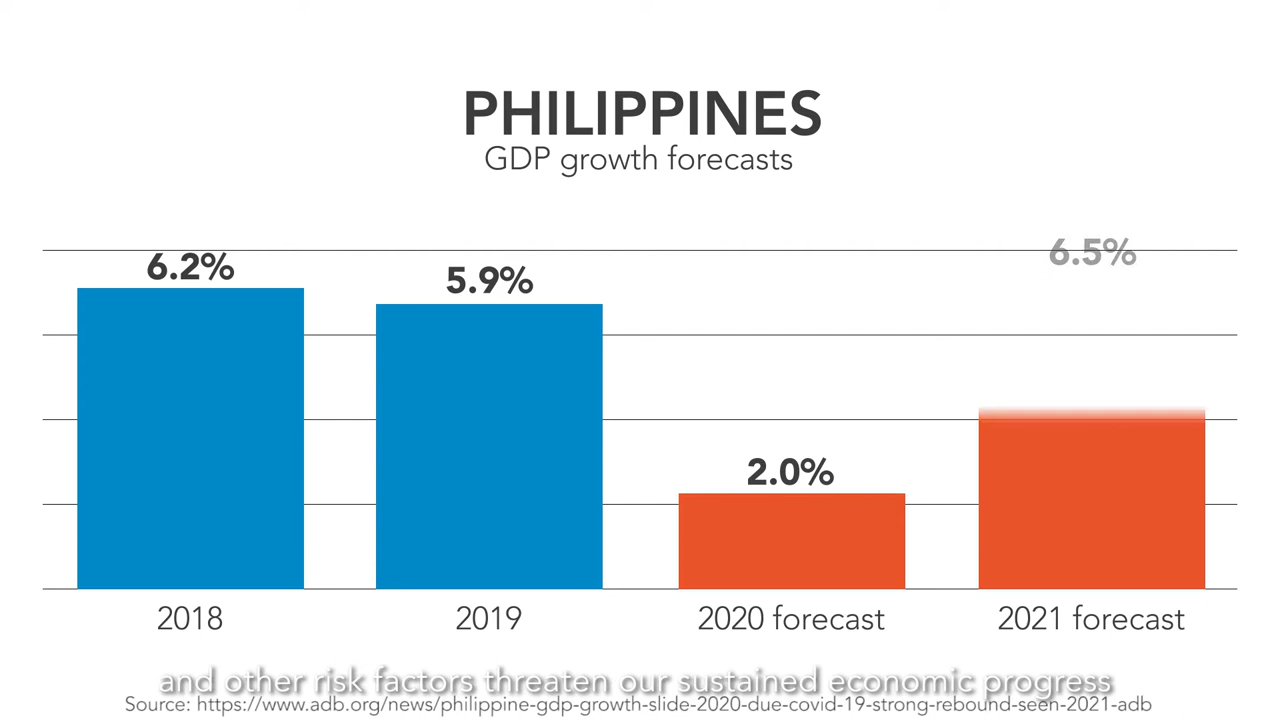 PHILIPPINES
GDP growth forecasts
6.2%
5.9%
2.0%
6.5%
2018
2019
2020 forecast
2021 forecast
and other risk factors threaten our sustained economic progress
Source: https://www.adb.org/news/philippine-gdp-growth-slide-2020-due-covid-19-strong-rebound-seen-2021-adb